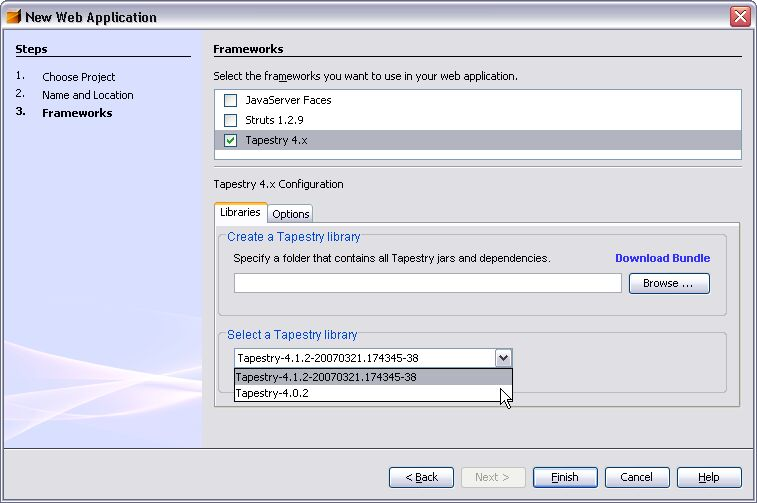 New Web Application
Steps
1. Choose Project
2. Name and Location
3. Frameworks
Frameworks
Select the frameworks you want to use in your web application.
JavaServer Faces
Struts 1.2.9
Tapestry 4.x
Tapestry 4.x Configuration
Libraries Options
Create a Tapestry library
Specify a folder that contains all Tapestry jars and dependencies. Download Bundle
Browse ...
Select a Tapestry library
Tapestry-4.1.2-20070321.174345-38
Tapestry-4.1.2-20070321.174345-38
Tapestry-4.0.2
< Back Next > Finish Cancel Help